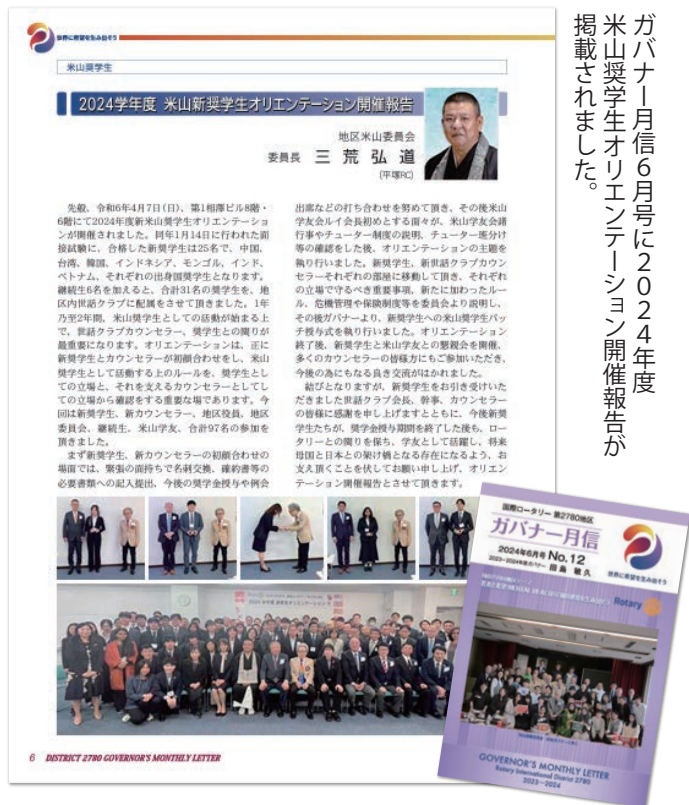 ガバナー月信6月号に2024年度
米山奨学生オリエンテーション開催報告が
掲載されました。
世界に希望を生み出そう
米山奨学生
2024学年度 米山新奨学生オリエンテーション開催報告
地区米山委員会
委員長 三荒弘道
(平塚RC)
先般、令和6年4月7日(日)、第1相澤ビル8階・
6階にて2024年度新米山奨学生オリエンテーショ
ンが開催されました。同年1月14日に行われた面
接試験に、合格した新奨学生は25名で、中国、
台湾、韓国、インドネシア、モンゴル、インド、
ベトナム、それぞれの出身国奨学生となります。
継続生6名を加えると、合計31名の奨学生を、地
区内世話クラブに配属をさせて頂きました。1年
乃至2年間、米山奨学生としての活動が始まる上
で、世話クラブカウンセラー、奨学生との関りが
最重要になります。オリエンテーションは、正に
新奨学生とカウンセラーが初顔合わせをし、米山
奨学生として活動する上のルールを、奨学生とし
ての立場と、それを支えるカウンセラーとしてし
ての立場から確認をする重要な場であります。今
回は新奨学生、新カウンセラー、地区役員、地区
委員会、継続生、米山学友、合計97名の参加を
頂きました。
まず新奨学生、新カウンセラーの初顔合わせの
場面では、緊張の面持ちで名刺交換、確約書等の
必要書類への記入提出、今後の奨学金授与や例会
出席などの打ち合わせを努めて頂き、その後米山
学友会ルイ会長初めとする面々が、米山学友会諸
行事やチューター制度の説明、チューター班分け
等の確認をした後、オリエンテーションの主題を
執り行いました。新奨学生、新世話クラブカウン
セラーそれぞれの部屋に移動して頂き、それぞれ
の立場で守るべき重要事項、新たに加わったルー
ル、危機管理や保険制度等を委員会より説明し、
その後ガバナーより、新奨学生への米山奨学生バッ
チ授与式を執り行いました。オリエンテーション
終了後、新奨学生と米山学友との懇親会を開催、
多くのカウンセラーの皆様方にもご参加いただき、
今後の為にもなる良き交流がはかれました。
結びとなりますが、新奨学生をお引き受けいた
だきました世話クラブ会長、幹事、カウンセラー
の皆様に感謝を申し上げますとともに、今後新奨
学生たちが、奨学金授与期間を終了した後も、ロー
タリーとの関りを保ち、学友として活躍し、将来
母国と日本との架け橋となる存在になるよう、お
支え頂くことを伏してお願い申し上げ、オリエン
テーション開催報告とさせて頂きます。
6 DISTRICT 2780 GOVERNOR'S MONTHLY LETTER
国際ロータリー 第2780地区
ガバナー月信
2024年6月号 No.12
2023-2024年度ガバナー 田島 敏久
世界に希望を生み出そう
Rotary
GOVERNOR'S MONTHLY LETTER
Rotary International District 2780
2023-2024